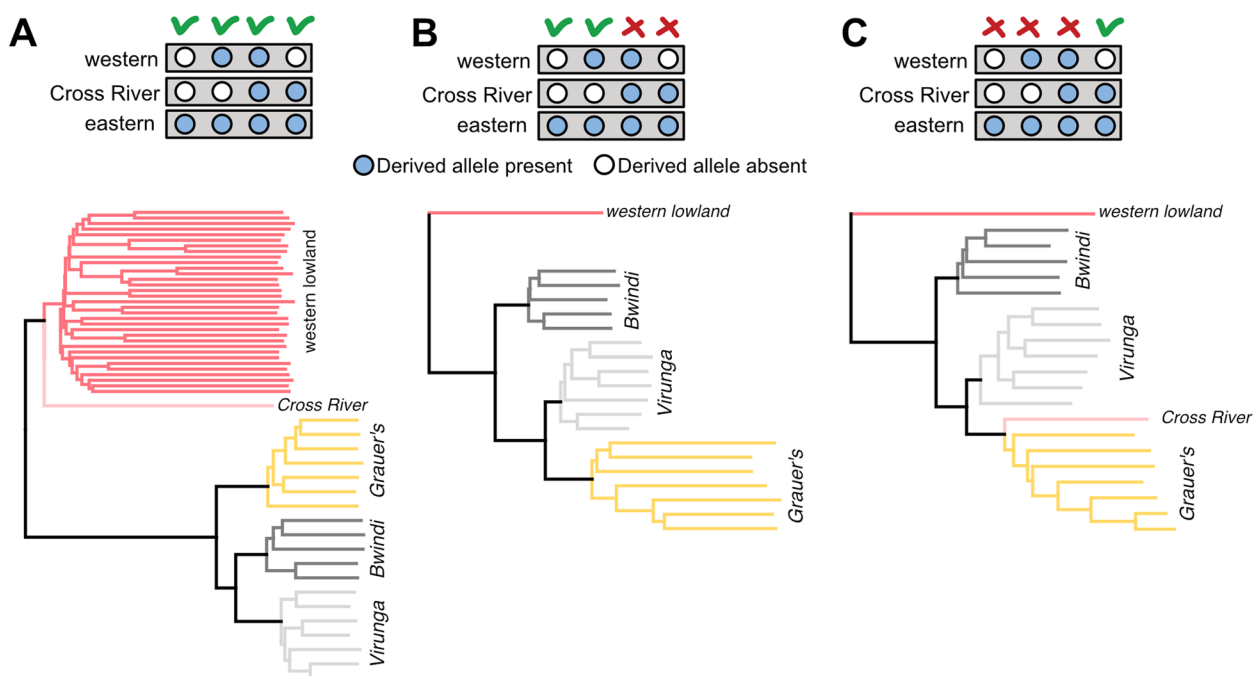 A
western
Cross River
eastern
B
western
Cross River
eastern
C
western
Cross River
eastern
Derived allele present
Derived allele absent
western lowland
Cross River
Grauer's
Bwindi
Virunga
western lowland
Bwindi
Virunga
Grauer's
western lowland
Bwindi
Virunga
Cross River
Grauer's